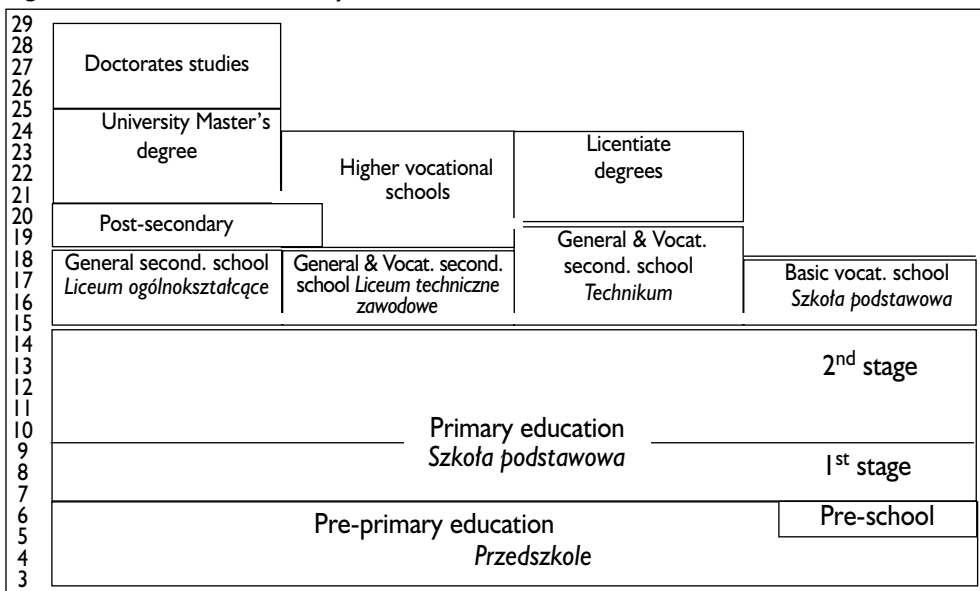 29
28
27
26
25
24
23
22
21
20
19
18
17
16
15
14
13
12
11
10
9
8
7
6
5
4
3
Doctorates studies
University Master's
degree
Higher vocational
schools
Licentiate
degrees
Post-secondary
General second. school
Liceum ogólnokształcące
General & Vocat. second.
school Liceum techniczne
zawodowe
General & Vocat.
second. school
Technikum
Basic vocat. school
Szkoła podstawowa
2nd stage
Primary education
Szkoła podstawowa
1st stage
Pre-primary education
Przedszkole
Pre-school